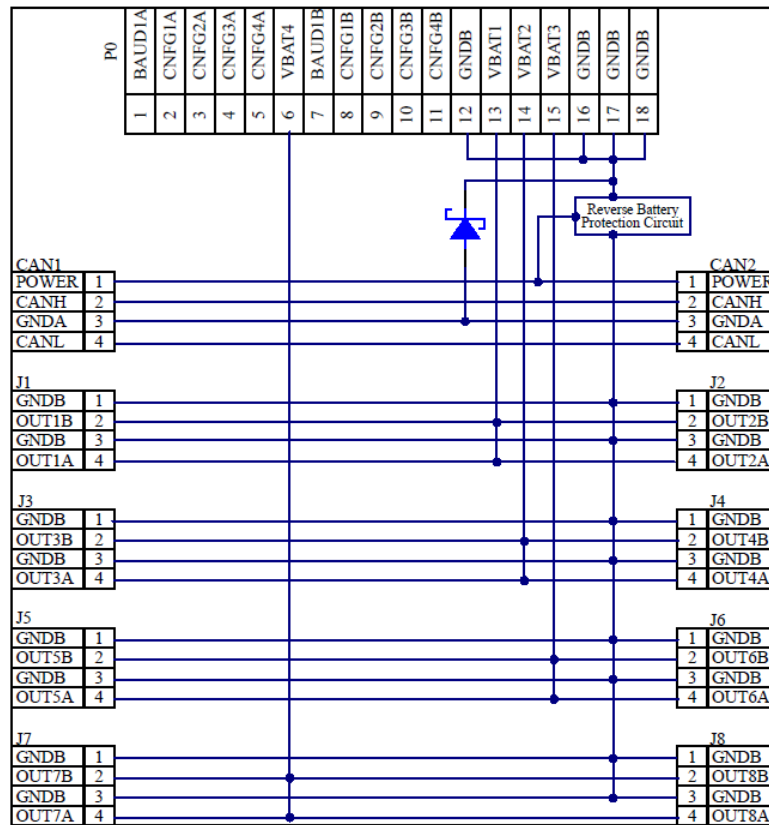 P0
BAUD1A CNFG1A CNFG2A CNFG3A CNFG4A VBAT4 BAUD1B CNFG1B CNFG2B CNFG3B CNFG4B GNDB VBAT1 VBAT2 VBAT3 GNDB GNDB GNDB
1 2 3 4 5 6 7 8 9 10 11 12 13 14 15 16 17 18
Reverse Battery
Protection Circuit
CAN1 CAN2
POWER 1 1 POWER
CANH 2 2 CANH
GNDA 3 3 GNDA
CANL 4 4 CANL
J1 J2
GNDB 1 1 GNDB
OUT1B 2 2 OUT2B
GNDB 3 3 GNDB
OUT1A 4 4 OUT2A
J3 J4
GNDB 1 1 GNDB
OUT3B 2 2 OUT4B
GNDB 3 3 GNDB
OUT3A 4 4 OUT4A
J5 J6
GNDB 1 1 GNDB
OUT5B 2 2 OUT6B
GNDB 3 3 GNDB
OUT5A 4 4 OUT6A
J7 J8
GNDB 1 1 GNDB
OUT7B 2 2 OUT8B
GNDB 3 3 GNDB
OUT7A 4 4 OUT8A